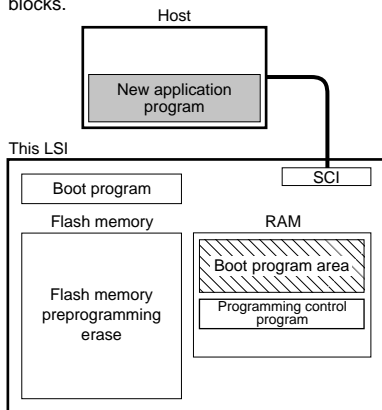 blocks.
Host
New application
program
This LSI
SCI
Boot program
Flash memory
RAM
Flash memory
preprogramming
erase
Boot program area
Programming control
program